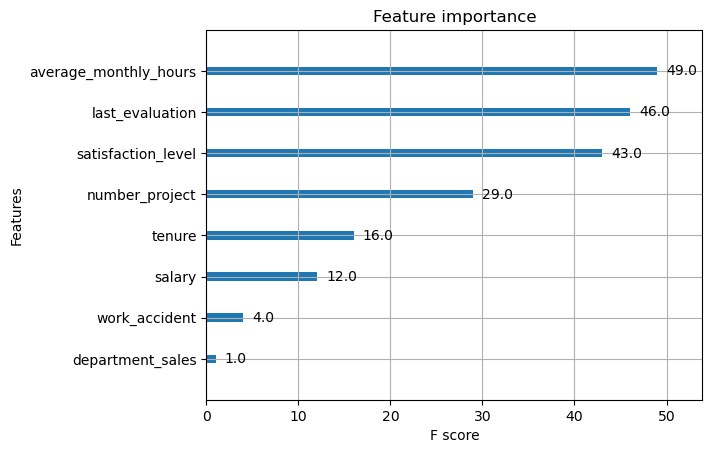 Feature importance
average_monthly_hours
49.0
last_evaluation
46.0
satisfaction_level
43.0
number_project
29.0
tenure
16.0
salary
12.0
work_accident
4.0
department_sales
1.0
Features
0 10 20 30 40 50
F score